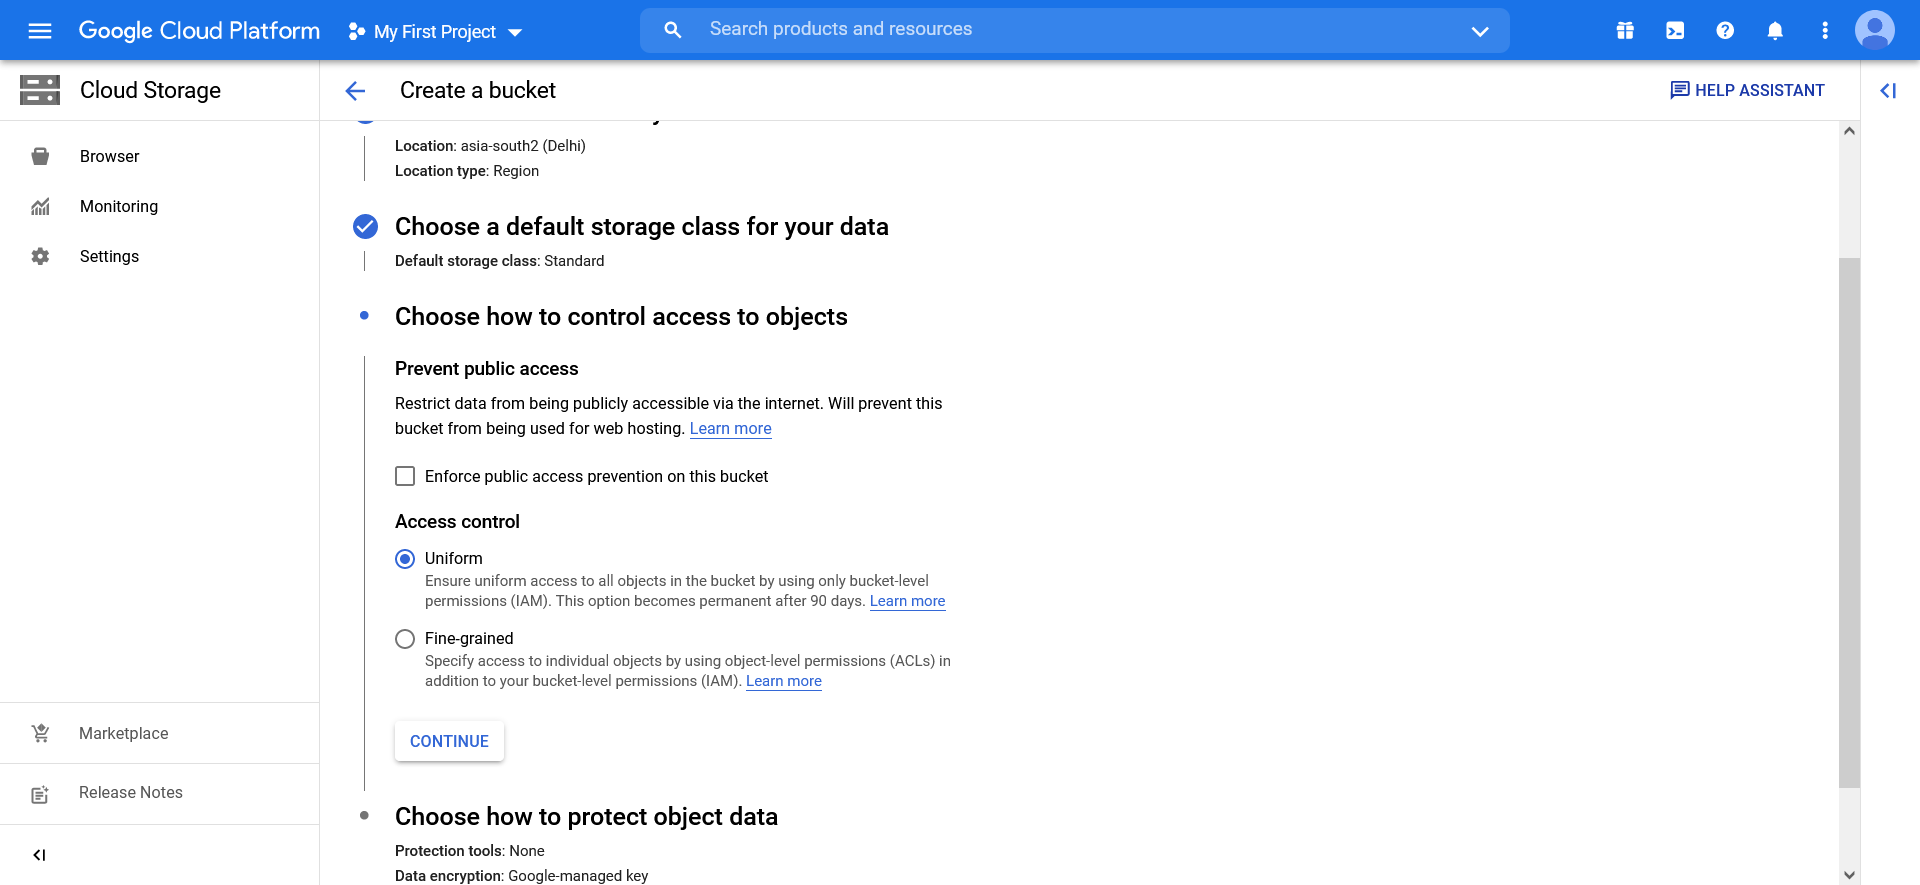 Google Cloud Platform
My First Project
Search products and resources
Cloud Storage
Create a bucket
HELP ASSISTANT
Browser
Monitoring
Settings
Marketplace
Release Notes
Location: asia-south2 (Delhi)
Location type: Region
Choose a default storage class for your data
Default storage class: Standard
Choose how to control access to objects
Prevent public access
Restrict data from being publicly accessible via the internet. Will prevent this
bucket from being used for web hosting. Learn more
Enforce public access prevention on this bucket
Access control
Uniform
Ensure uniform access to all objects in the bucket by using only bucket-level
permissions (IAM). This option becomes permanent after 90 days. Learn more
Fine-grained
Specify access to individual objects by using object-level permissions (ACLs) in
addition to your bucket-level permissions (IAM). Learn more
CONTINUE
Choose how to protect object data
Protection tools: None
Data encryption: Google-managed key